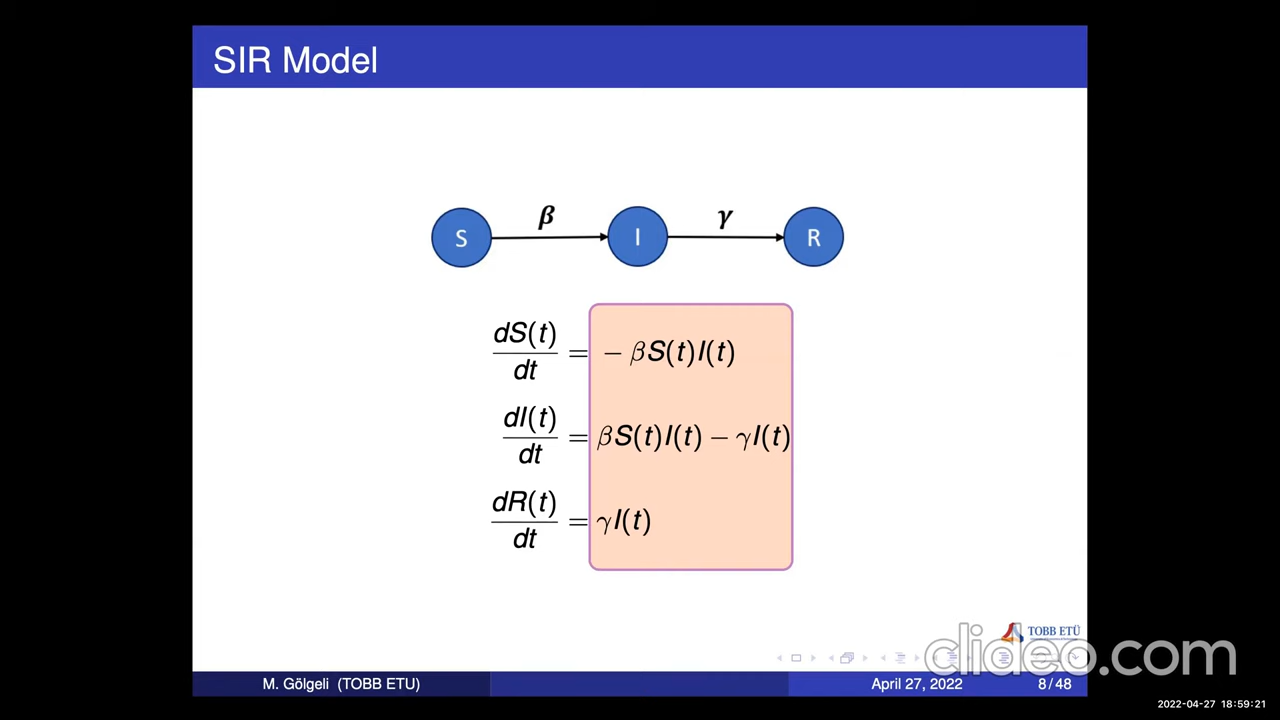 SIR Model
β γ
S I R
dS(t)/dt = − βS(t)I(t)
dI(t)/dt = βS(t)I(t) − γI(t)
dR(t)/dt = γI(t)
TOBB ETÜ
clideo.com
M. Gölgeli (TOBB ETU) April 27, 2022 8/48
2022-04-27 18:59:21